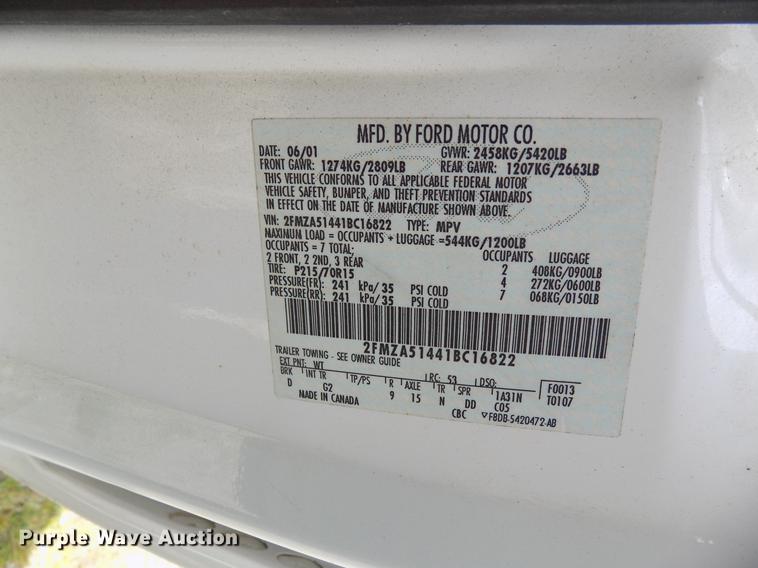 MFD. BY FORD MOTOR CO.
DATE: 06/01 GVWR: 2458KG/5420LB
FRONT GAWR: 1274KG/2809LB REAR GAWR: 1207KG/2663LB
THIS VEHICLE CONFORMS TO ALL APPLICABLE FEDERAL MOTOR
VEHICLE SAFETY, BUMPER, AND THEFT PREVENTION STANDARDS
IN EFFECT ON THE DATE OF MANUFACTURE SHOWN ABOVE.
VIN: 2FMZA51441BC16822 TYPE: MPV
MAXIMUM LOAD = OCCUPANTS + LUGGAGE =544KG/1200LB
OCCUPANTS = 7 TOTAL; OCCUPANTS LUGGAGE
2 FRONT, 2 2ND, 3 REAR 2 408KG/0900LB
TIRE: P215/70R15 4 272KG/0600LB
PRESSURE(FR): 241 kPa/35 PSI COLD 7 068KG/0150LB
PRESSURE(RR): 241 kPa/35 PSI COLD
2FMZA51441BC16822
TRAILER TOWING - SEE OWNER GUIDE
EXT PNT: WT RC: 53 DSO: F0013
BRK INT TR TP/PS R AXLE TR SPR 1A31N T0107
D G2 9 15 N DD C05
MADE IN CANADA CBC ▽F8DB-5420472-AB
Purple Wave Auction